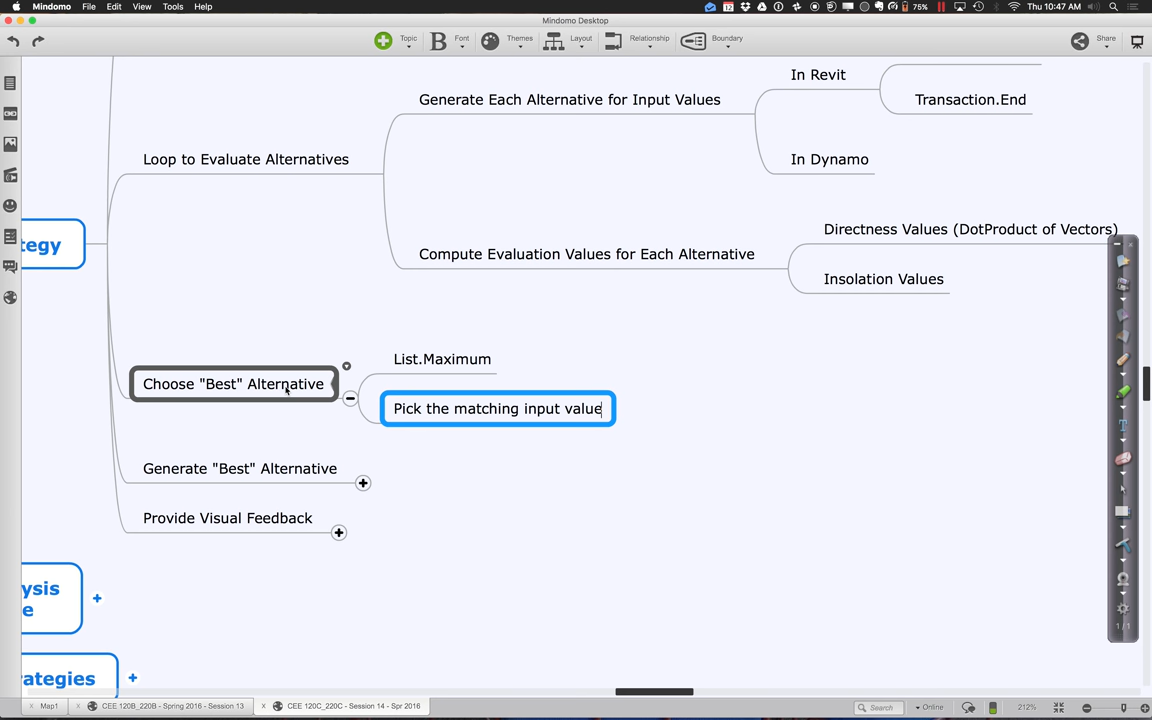 Mindomo File Edit View Tools Help
12 75% Thu 10:47 AM
Mindomo Desktop
Topic Font Themes Layout Relationship Boundary Share
In Revit
Generate Each Alternative for Input Values
Transaction.End
Loop to Evaluate Alternatives
In Dynamo
Directness Values (DotProduct of Vectors)
tegy
Compute Evaluation Values for Each Alternative
Insolation Values
List.Maximum
Choose "Best" Alternative
Pick the matching input value
Generate "Best" Alternative
Provide Visual Feedback
ysis
e
1/1
ategies
Map1 CEE 120B_220B - Spring 2016 - Session 13 CEE 120C_220C - Session 14 - Spr 2016 Search Online 212%